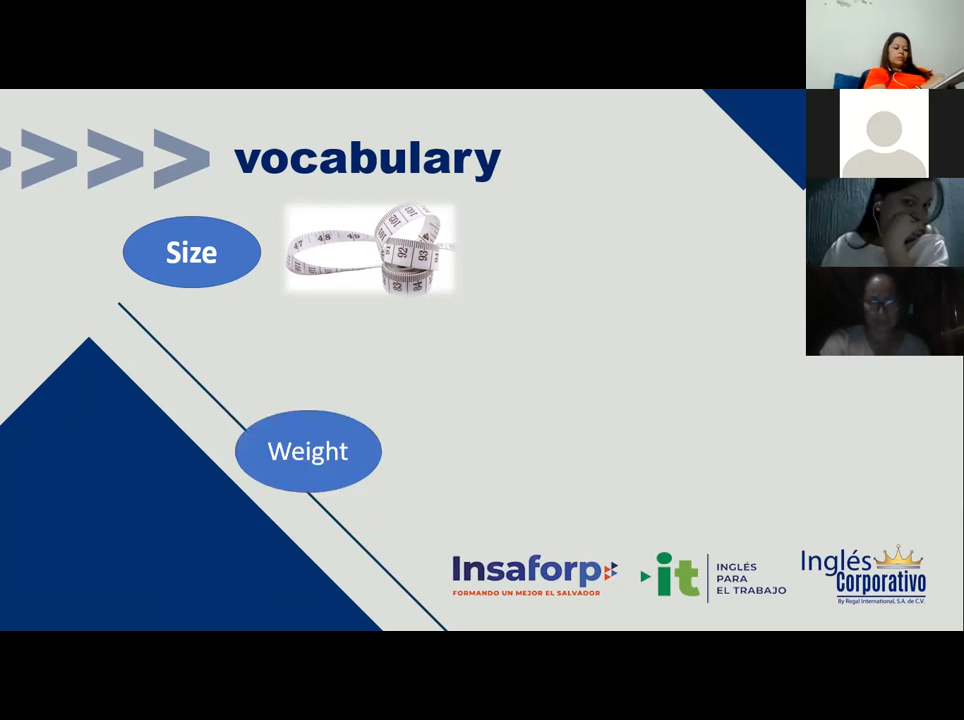 >>>> vocabulary
Size
Weight
Insaforp
FORMANDO UN MEJOR EL SALVADOR
it
INGLÉS
PARA
EL TRABAJO
Inglés
Corporativo
By Regal International, S.A. de C.V.